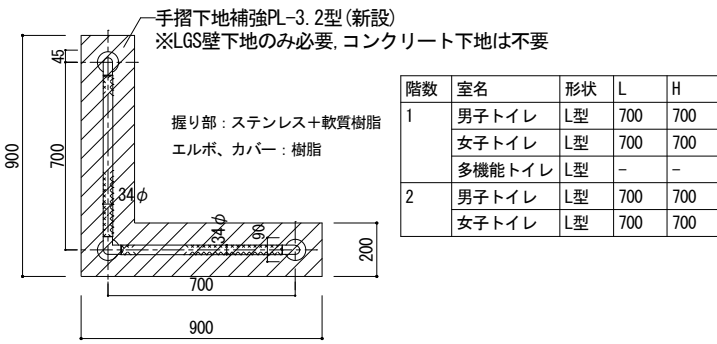 手摺下地補強PL-3.2型(新設)
※LGS壁下地のみ必要,コンクリート下地は不要
握り部：ステンレス＋軟質樹脂
エルボ、カバー：樹脂
45
700
900
34φ
34φ
90
200
700
900
階数 室名 形状 L H
1 男子トイレ L型 700 700
女子トイレ L型 700 700
多機能トイレ L型 － －
2 男子トイレ L型 700 700
女子トイレ L型 700 700